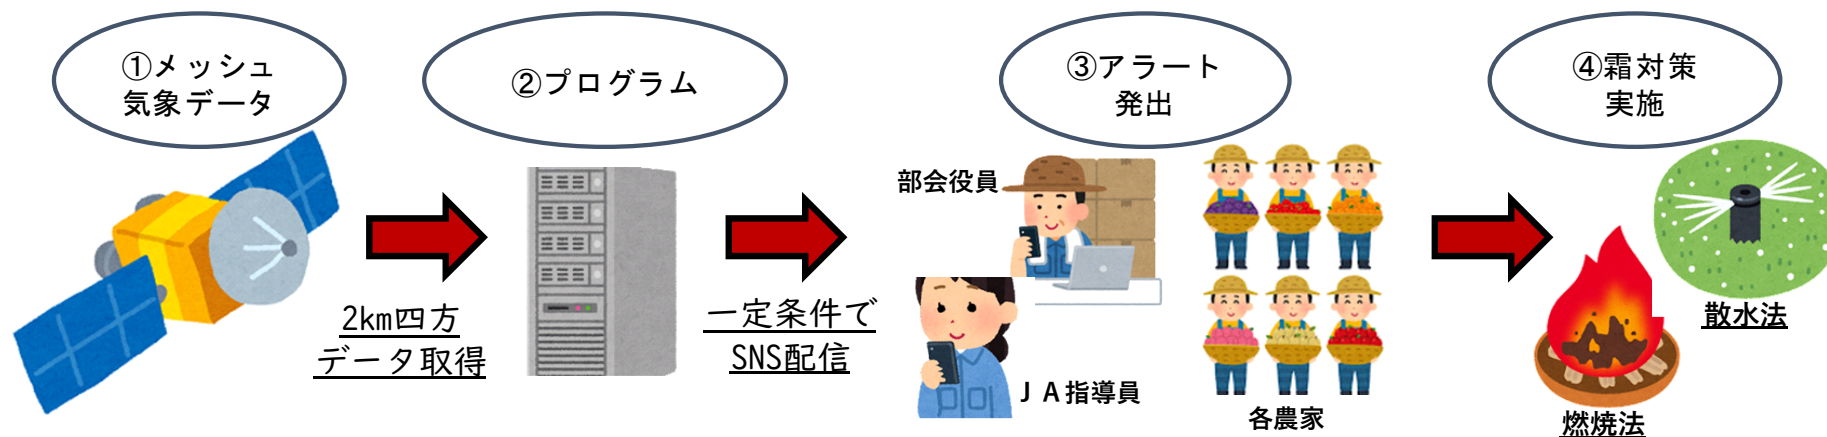 ①メッシュ
気象データ
②プログラム
③アラート
発出
④霜対策
実施
2km四方
データ取得
一定条件で
SNS配信
部会役員
ＪＡ指導員
各農家
散水法
燃焼法